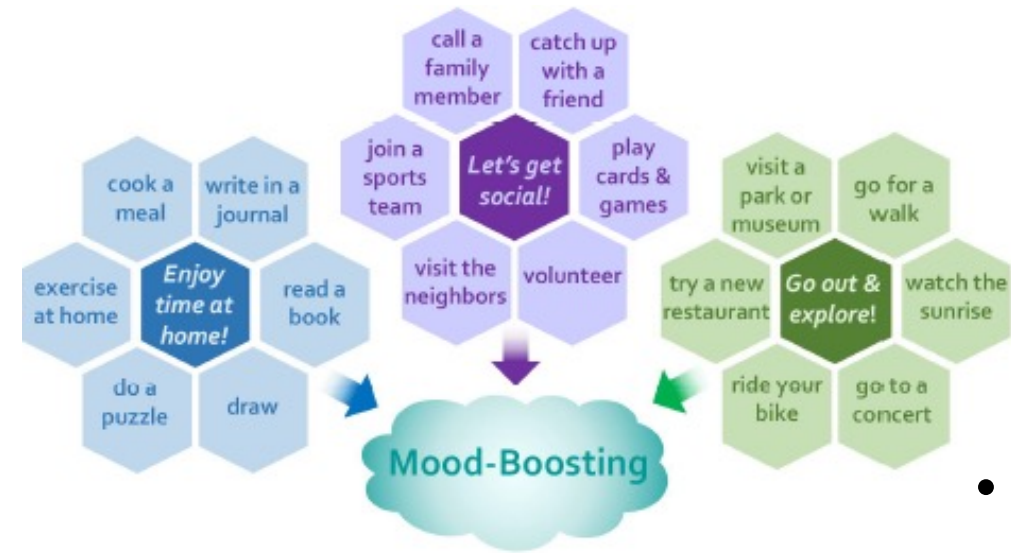 call a
family
member
catch up
with a
friend
join a
sports
team
Let's get
social!
play
cards &
games
visit the
neighbors
volunteer
cook a
meal
write in a
journal
exercise
at home
Enjoy
time at
home!
read a
book
do a
puzzle
draw
visit a
park or
museum
go for a
walk
try a new
restaurant
Go out &
explore!
watch the
sunrise
ride your
bike
go to a
concert
Mood-Boosting